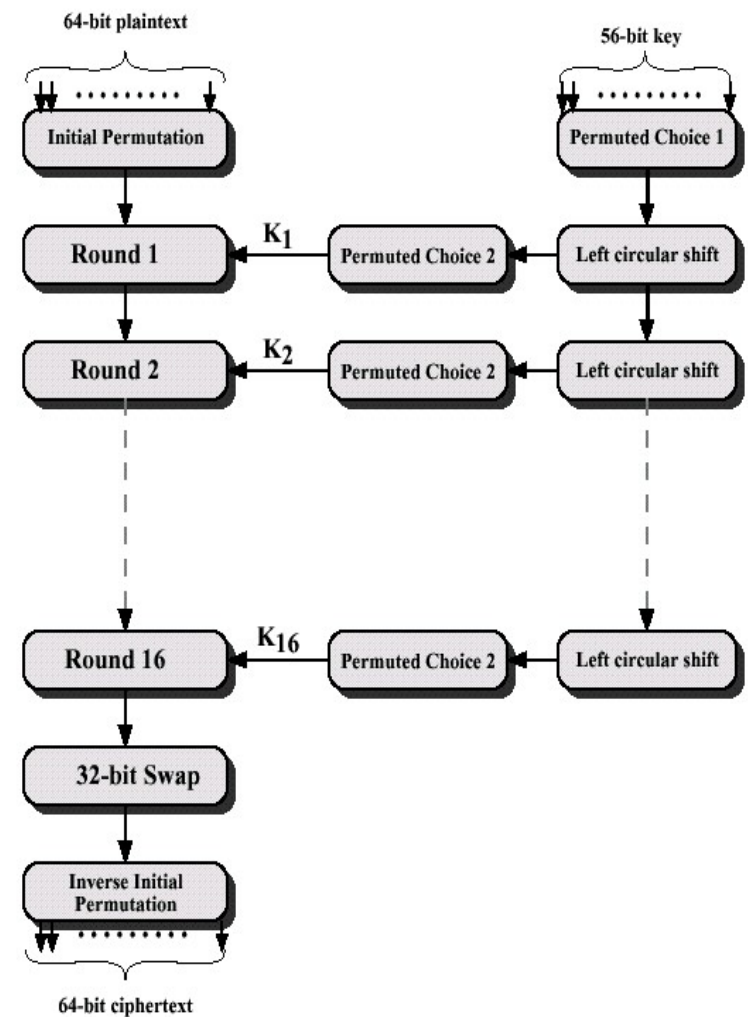 64-bit plaintext
56-bit key
Initial Permutation
Permuted Choice 1
Round 1
K1
Permuted Choice 2
Left circular shift
Round 2
K2
Permuted Choice 2
Left circular shift
Round 16
K16
Permuted Choice 2
Left circular shift
32-bit Swap
Inverse Initial
Permutation
64-bit ciphertext